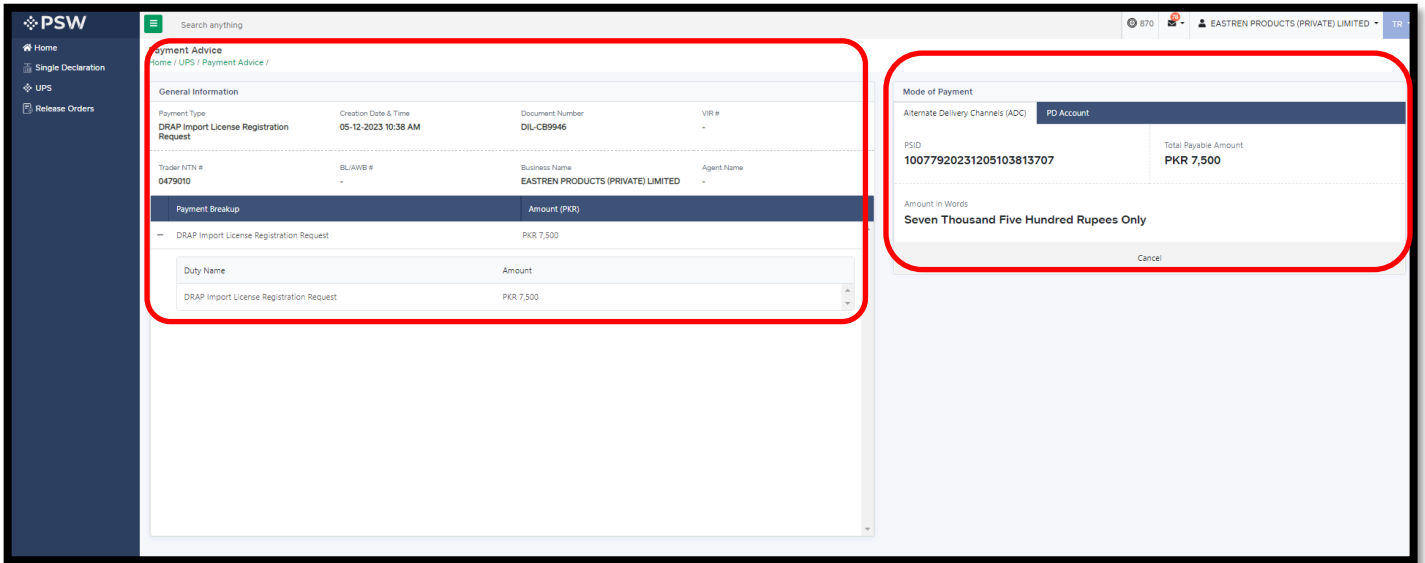 PSW
Search anything
870
78
EASTREN PRODUCTS (PRIVATE) LIMITED
TR
Home
Single Declaration
UPS
Release Orders
Payment Advice
Home / UPS / Payment Advice /
General Information
Payment Type
Creation Date & Time
Document Number
VIR #
DRAP Import License Registration
Request
05-12-2023 10:38 AM
DIL-CB9946
-
Trader NTN #
BL/AWB #
Business Name
Agent Name
0479010
-
EASTREN PRODUCTS (PRIVATE) LIMITED
-
Payment Breakup
Amount (PKR)
DRAP Import License Registration Request
PKR 7,500
Duty Name
Amount
DRAP Import License Registration Request
PKR 7,500
Mode of Payment
Alternate Delivery Channels (ADC)
PD Account
PSID
Total Payable Amount
10077920231205103813707
PKR 7,500
Amount in Words
Seven Thousand Five Hundred Rupees Only
Cancel